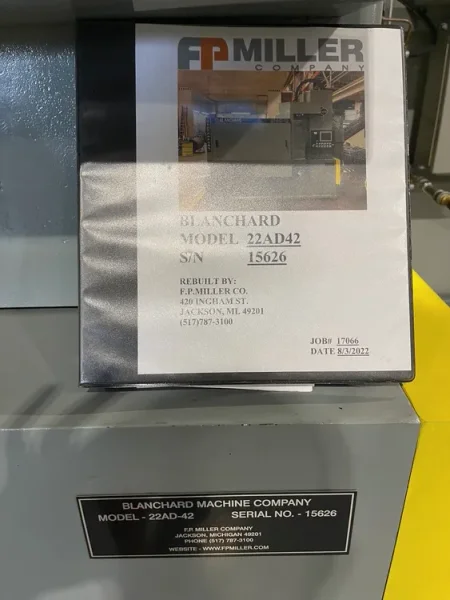 FP MILLER
COMPANY
BLANCHARD
MODEL 22AD42
S/N 15626
REBUILT BY:
F.P.MILLER CO.
420 INGHAM ST.
JACKSON, MI. 49201
(517)787-3100
JOB# 17066
DATE 8/3/2022
BLANCHARD MACHINE COMPANY
MODEL - 22AD-42 SERIAL NO. - 15626
F.P. MILLER COMPANY
JACKSON, MICHIGAN 49201
PHONE (517) 787-3100
WEBSITE - WWW.FPMILLER.COM